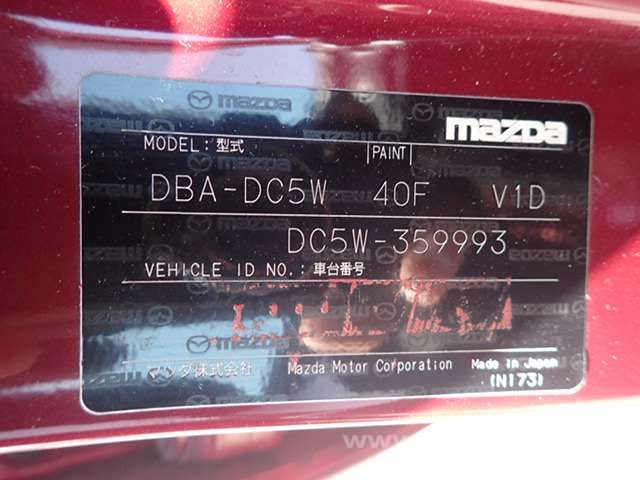 mazda
mazda
MODEL: 型式 PAINT
DBA-DC5W 40F V1D
DC5W-359993
VEHICLE ID NO.: 車台番号
マツダ株式会社 Mazda Motor Corporation Made in Japan
(N173)
www.